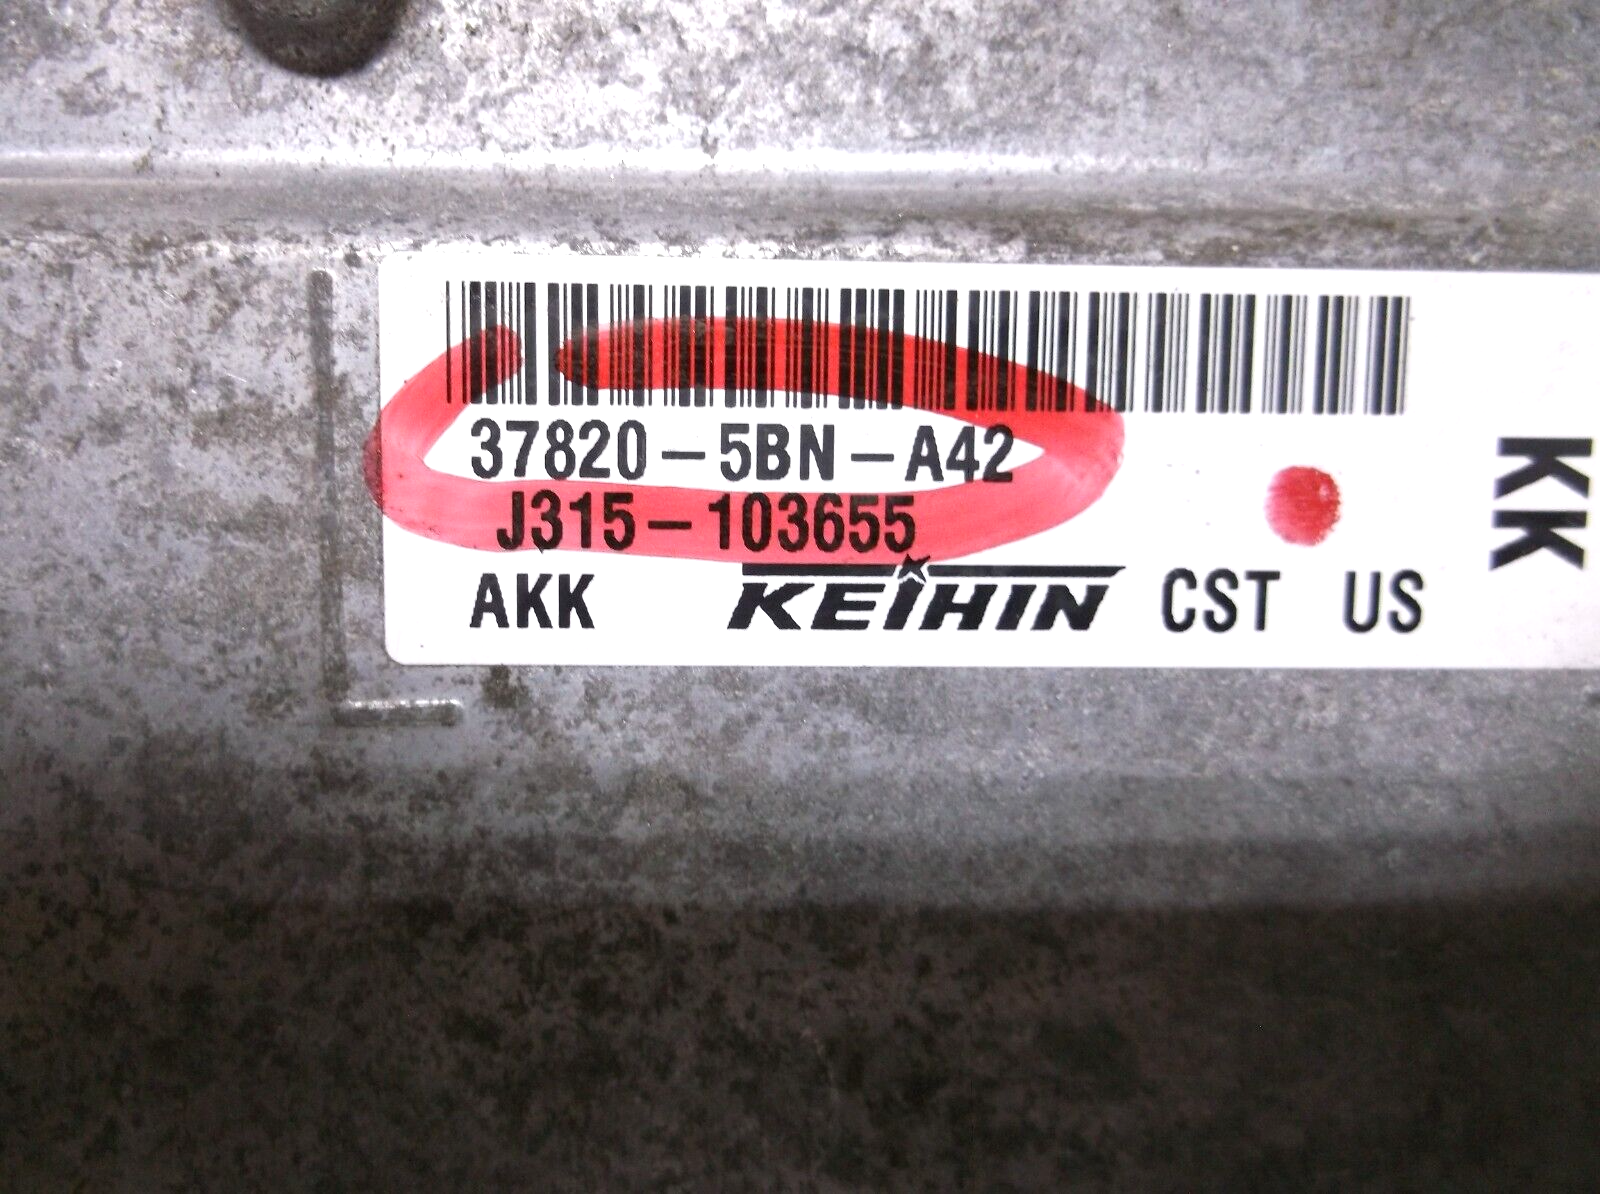 37820-5BN-A42
J315-103655
AKK KEIHIN CST US
KK